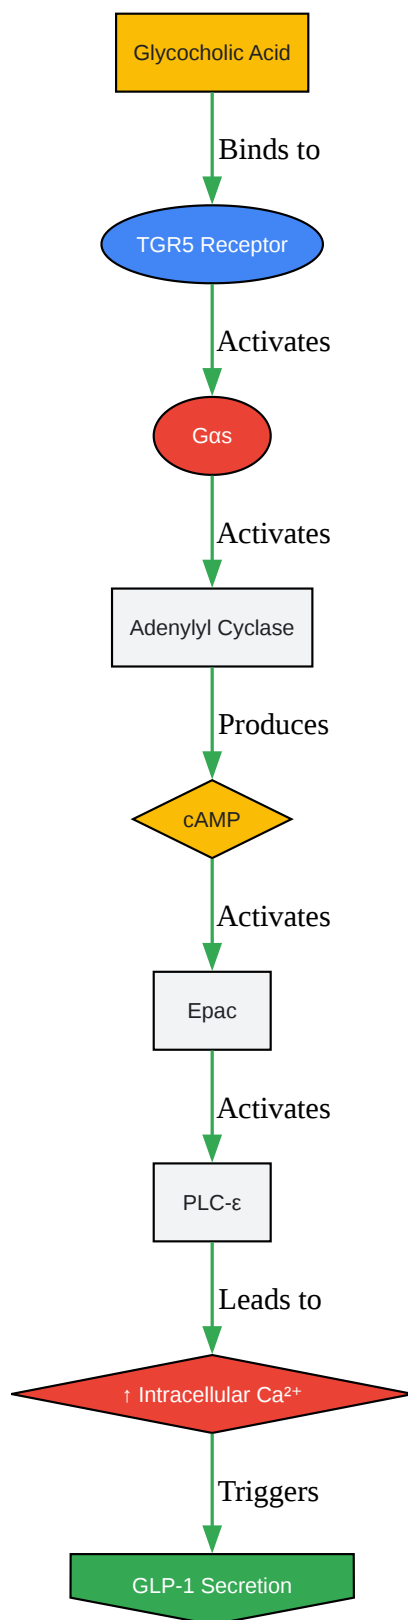 Glycocholic Acid
Binds to
TGR5 Receptor
Activates
Gαs
Activates
Adenylyl Cyclase
Produces
cAMP
Activates
Epac
Activates
PLC-ε
Leads to
↑ Intracellular Ca²⁺
Triggers
GLP-1 Secretion